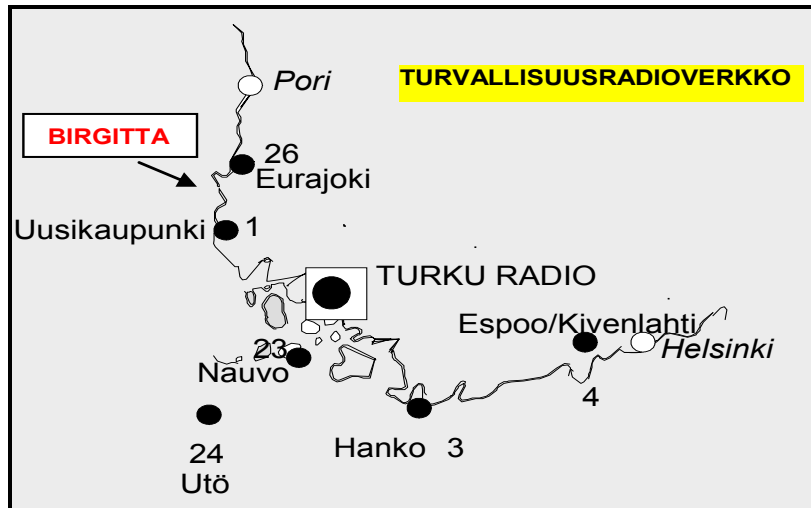 Pori
TURVALLISUUSRADIOVERKKO
BIRGITTA
26
Eurajoki
Uusikaupunki 1
TURKU RADIO
Espoo/Kivenlahti
Helsinki
23
Nauvo
4
24
Utö
Hanko 3